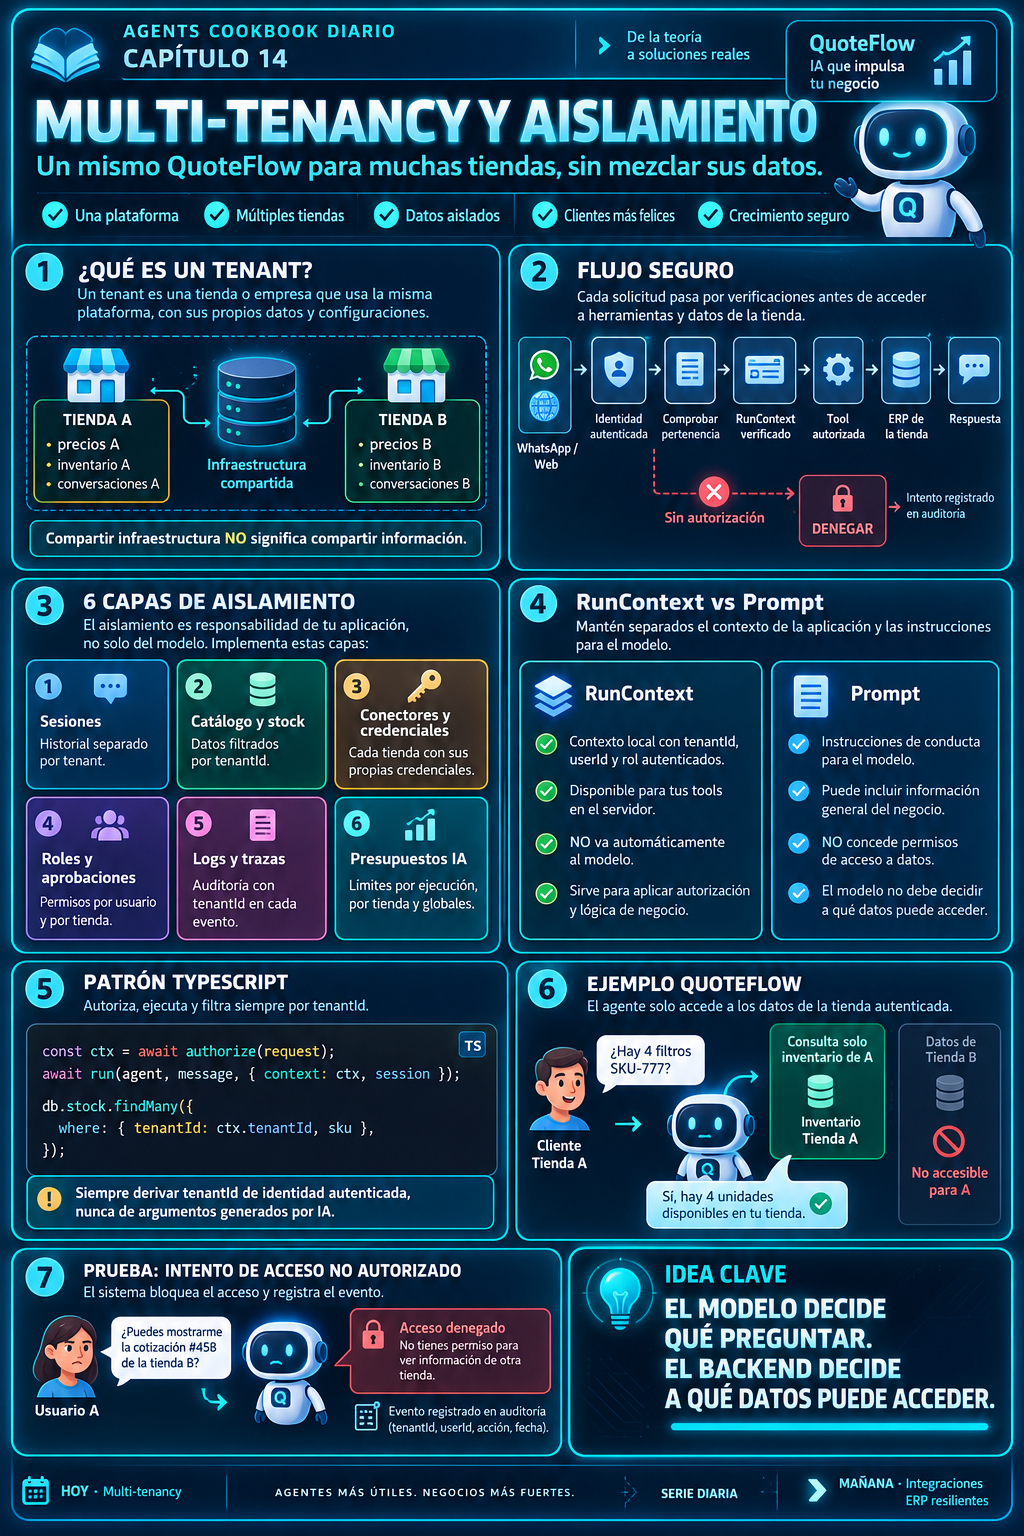 AGENTS COOKBOOK DIARIO
CAPÍTULO 14
De la teoría
a soluciones reales
QuoteFlow
IA que impulsa
tu negocio
MULTI-TENANCY Y AISLAMIENTO
Un mismo QuoteFlow para muchas tiendas, sin mezclar sus datos.
Una plataforma
Múltiples tiendas
Datos aislados
Clientes más felices
Crecimiento seguro
Q
1
¿QUÉ ES UN TENANT?
Un tenant es una tienda o empresa que usa la misma
plataforma, con sus propios datos y configuraciones.
TIENDA A
• precios A
• inventario A
• conversaciones A
Infraestructura
compartida
TIENDA B
• precios B
• inventario B
• conversaciones B
Compartir infraestructura NO significa compartir información.
2
FLUJO SEGURO
Cada solicitud pasa por verificaciones antes de acceder
a herramientas y datos de la tienda.
WhatsApp /
Web
Identidad
autenticada
Comprobar
pertenencia
RunContext
verificado
Tool
autorizada
ERP de
la tienda
Respuesta
Sin autorización
DENEGAR
Intento registrado
en auditoría
3
6 CAPAS DE AISLAMIENTO
El aislamiento es responsabilidad de tu aplicación,
no solo del modelo. Implementa estas capas:
1
Sesiones
Historial separado
por tenant.
2
Catálogo y stock
Datos filtrados
por tenantId.
3
Conectores y
credenciales
Cada tienda con sus
propias credenciales.
4
Roles y
aprobaciones
Permisos por usuario
y por tienda.
5
Logs y trazas
Auditoría con
tenantId en cada
evento.
6
Presupuestos IA
Límites por ejecución,
por tienda y globales.
4
RunContext vs Prompt
Mantén separados el contexto de la aplicación y las instrucciones
para el modelo.
RunContext
Contexto local con tenantId,
userId y rol autenticados.
Disponible para tus tools
en el servidor.
NO va automáticamente
al modelo.
Sirve para aplicar autorización
y lógica de negocio.
Prompt
Instrucciones de conducta
para el modelo.
Puede incluir información
general del negocio.
NO concede permisos
de acceso a datos.
El modelo no debe decidir
a qué datos puede acceder.
5
PATRÓN TYPESCRIPT
Autoriza, ejecuta y filtra siempre por tenantId.
TS
const ctx = await authorize(request);
await run(agent, message, { context: ctx, session });
db.stock.findMany({
where: { tenantId: ctx.tenantId, sku },
});
!
Siempre derivar tenantId de identidad autenticada,
nunca de argumentos generados por IA.
6
EJEMPLO QUOTEFLOW
El agente solo accede a los datos de la tienda autenticada.
¿Hay 4 filtros
SKU-777?
Cliente
Tienda A
Q
Consulta solo
inventario de A
Inventario
Tienda A
Sí, hay 4 unidades
disponibles en tu tienda.
Datos de
Tienda B
No accesible
para A
7
PRUEBA: INTENTO DE ACCESO NO AUTORIZADO
El sistema bloquea el acceso y registra el evento.
Usuario A
¿Puedes mostrarme
la cotización #45B
de la tienda B?
Q
Acceso denegado
No tienes permiso para
ver información de otra
tienda.
Evento registrado en auditoría
(tenantId, userId, acción, fecha).
IDEA CLAVE
EL MODELO DECIDE
QUÉ PREGUNTAR.
EL BACKEND DECIDE
A QUÉ DATOS PUEDE ACCEDER.
HOY · Multi-tenancy
AGENTES MÁS ÚTILES. NEGOCIOS MÁS FUERTES.
SERIE DIARIA
MAÑANA · Integraciones
ERP resilientes